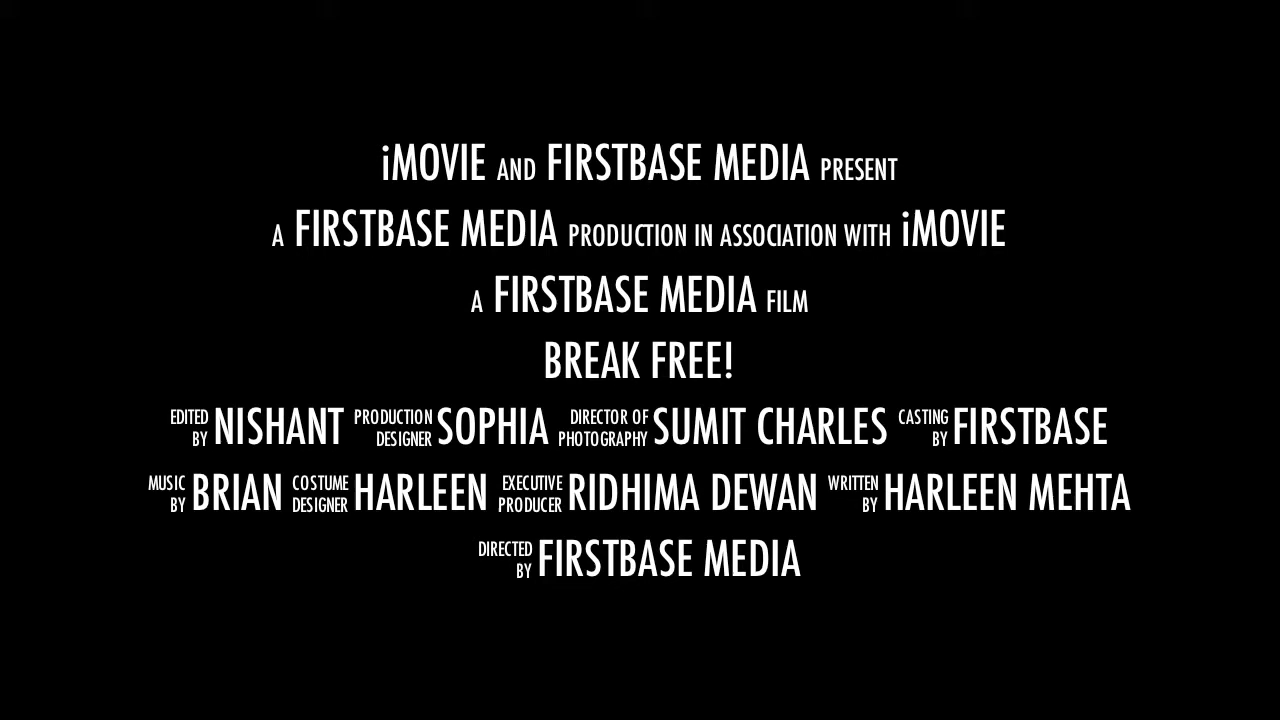 iMOVIE AND FIRSTBASE MEDIA PRESENT
A FIRSTBASE MEDIA PRODUCTION IN ASSOCIATION WITH iMOVIE
A FIRSTBASE MEDIA FILM
BREAK FREE!
EDITED BY NISHANT PRODUCTION DESIGNER SOPHIA DIRECTOR OF PHOTOGRAPHY SUMIT CHARLES CASTING BY FIRSTBASE
MUSIC BY BRIAN COSTUME DESIGNER HARLEEN EXECUTIVE PRODUCER RIDHIMA DEWAN WRITTEN BY HARLEEN MEHTA
DIRECTED BY FIRSTBASE MEDIA